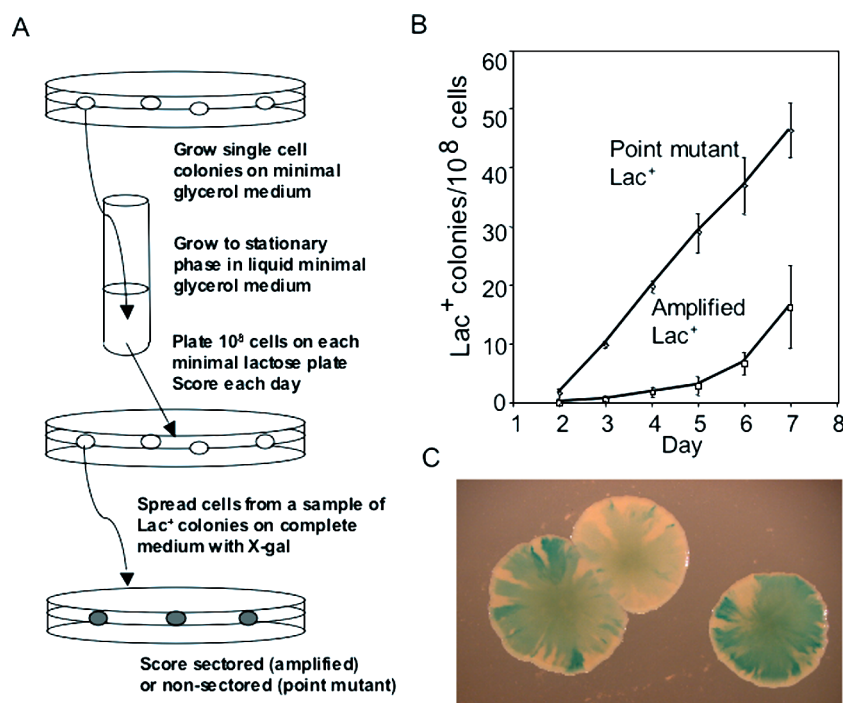 A
Grow single cell
colonies on minimal
glycerol medium
Grow to stationary
phase in liquid minimal
glycerol medium
Plate 10⁸ cells on each
minimal lactose plate
Score each day
Spread cells from a sample of
Lac⁺ colonies on complete
medium with X-gal
Score sectored (amplified)
or non-sectored (point mutant)
B
Lac⁺ colonies/10⁸ cells
60
50
40
30
20
10
0
Point mutant
Lac⁺
Amplified
Lac⁺
1 2 3 4 5 6 7 8
Day
C